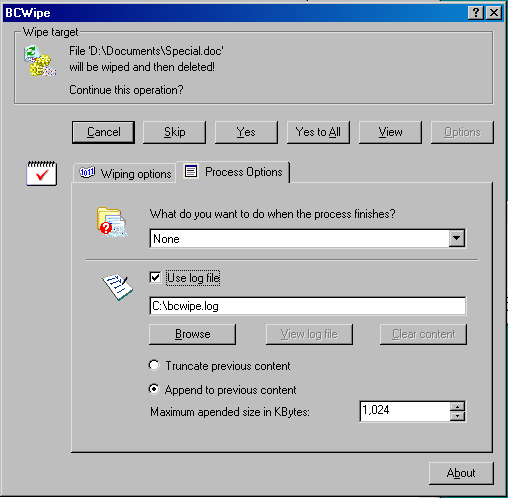 BCWipe
Wipe target
File 'D:\Documents\Special.doc'
will be wiped and then deleted!
Continue this operation?
Cancel Skip Yes Yes to All View Options
Wiping options Process Options
What do you want to do when the process finishes?
None
Use log file
C:\bcwipe.log
Browse View log file Clear content
Truncate previous content
Append to previous content
Maximum apended size in KBytes: 1,024
About